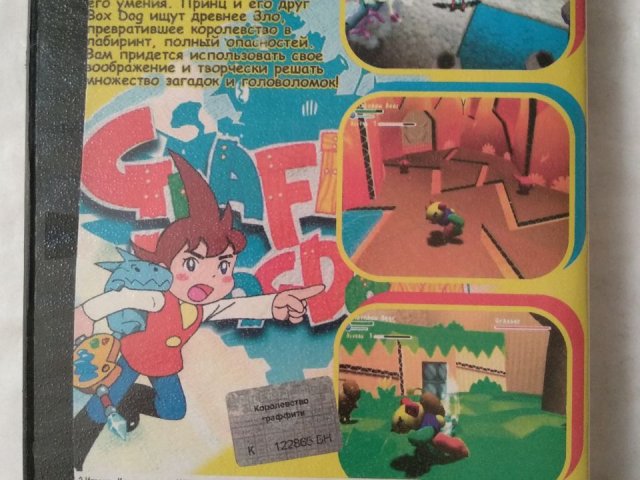 его умения. Принц и его друг
Box Dog ищут древнее Зло,
превратившее королевство в
лабиринт, полный опасностей.
Вам придется использовать свое
воображение и творчески решать
множество загадок и головоломок!
GRAFFI
Королевство
граффити
К 122865 БН